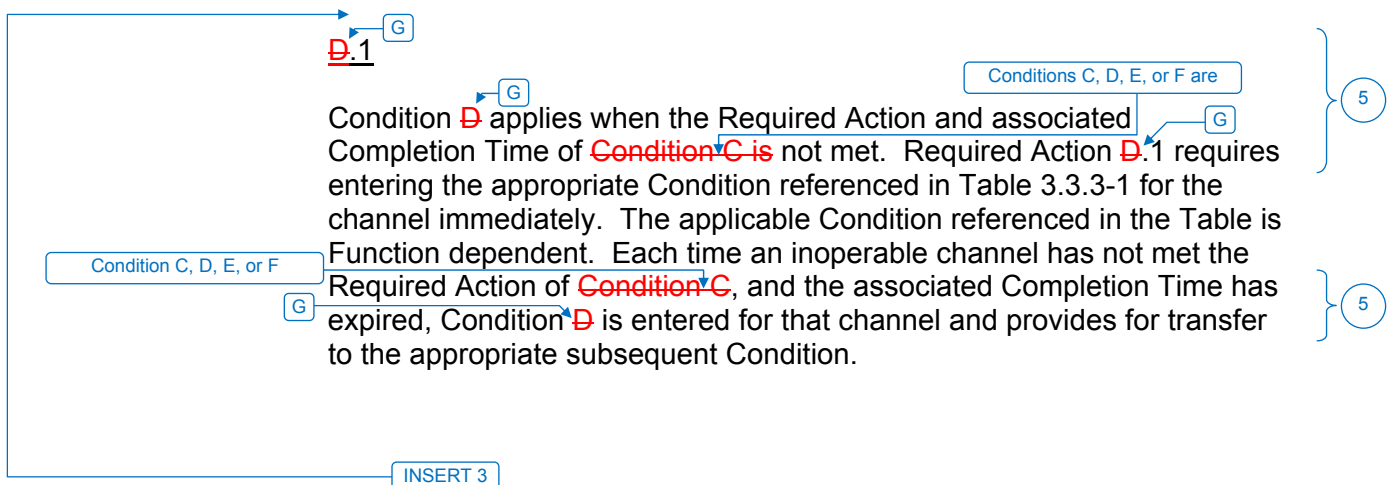 G
D.1
Conditions C, D, E, or F are
5
G
Condition D applies when the Required Action and associated
G
Completion Time of Condition C is not met. Required Action D.1 requires
entering the appropriate Condition referenced in Table 3.3.3-1 for the
channel immediately. The applicable Condition referenced in the Table is
Function dependent. Each time an inoperable channel has not met the
Condition C, D, E, or F
Required Action of Condition C, and the associated Completion Time has
G
5
expired, Condition D is entered for that channel and provides for transfer
to the appropriate subsequent Condition.
INSERT 3